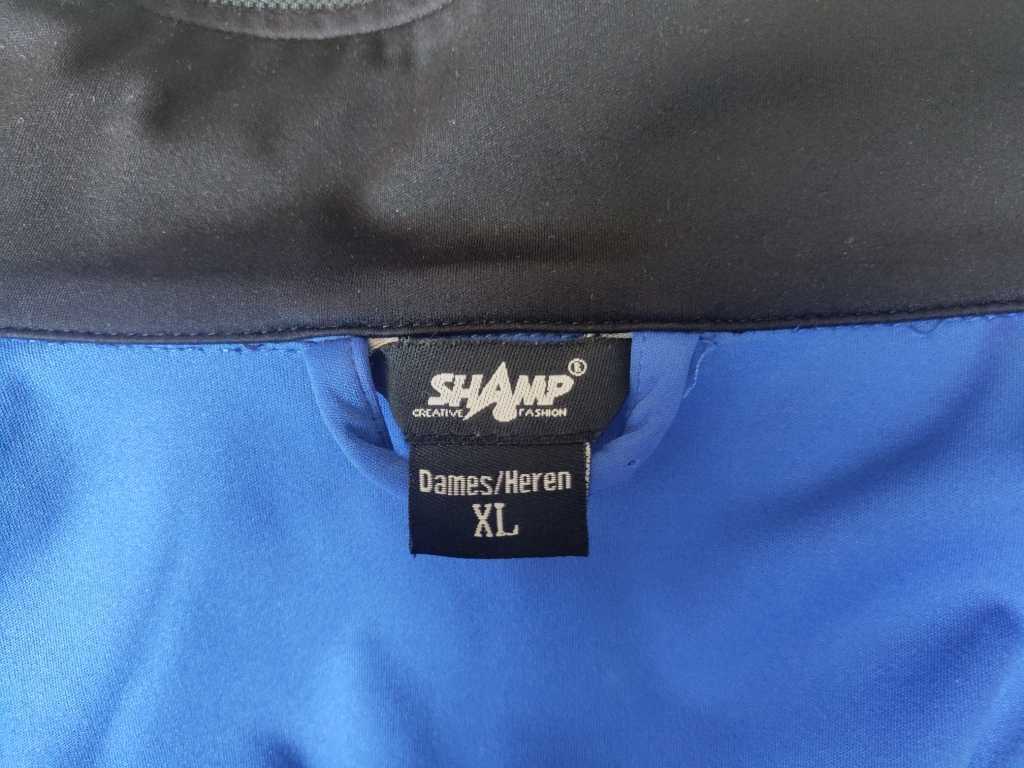 SHAMP®
CREATIVE FASHION
Dames/Heren
XL